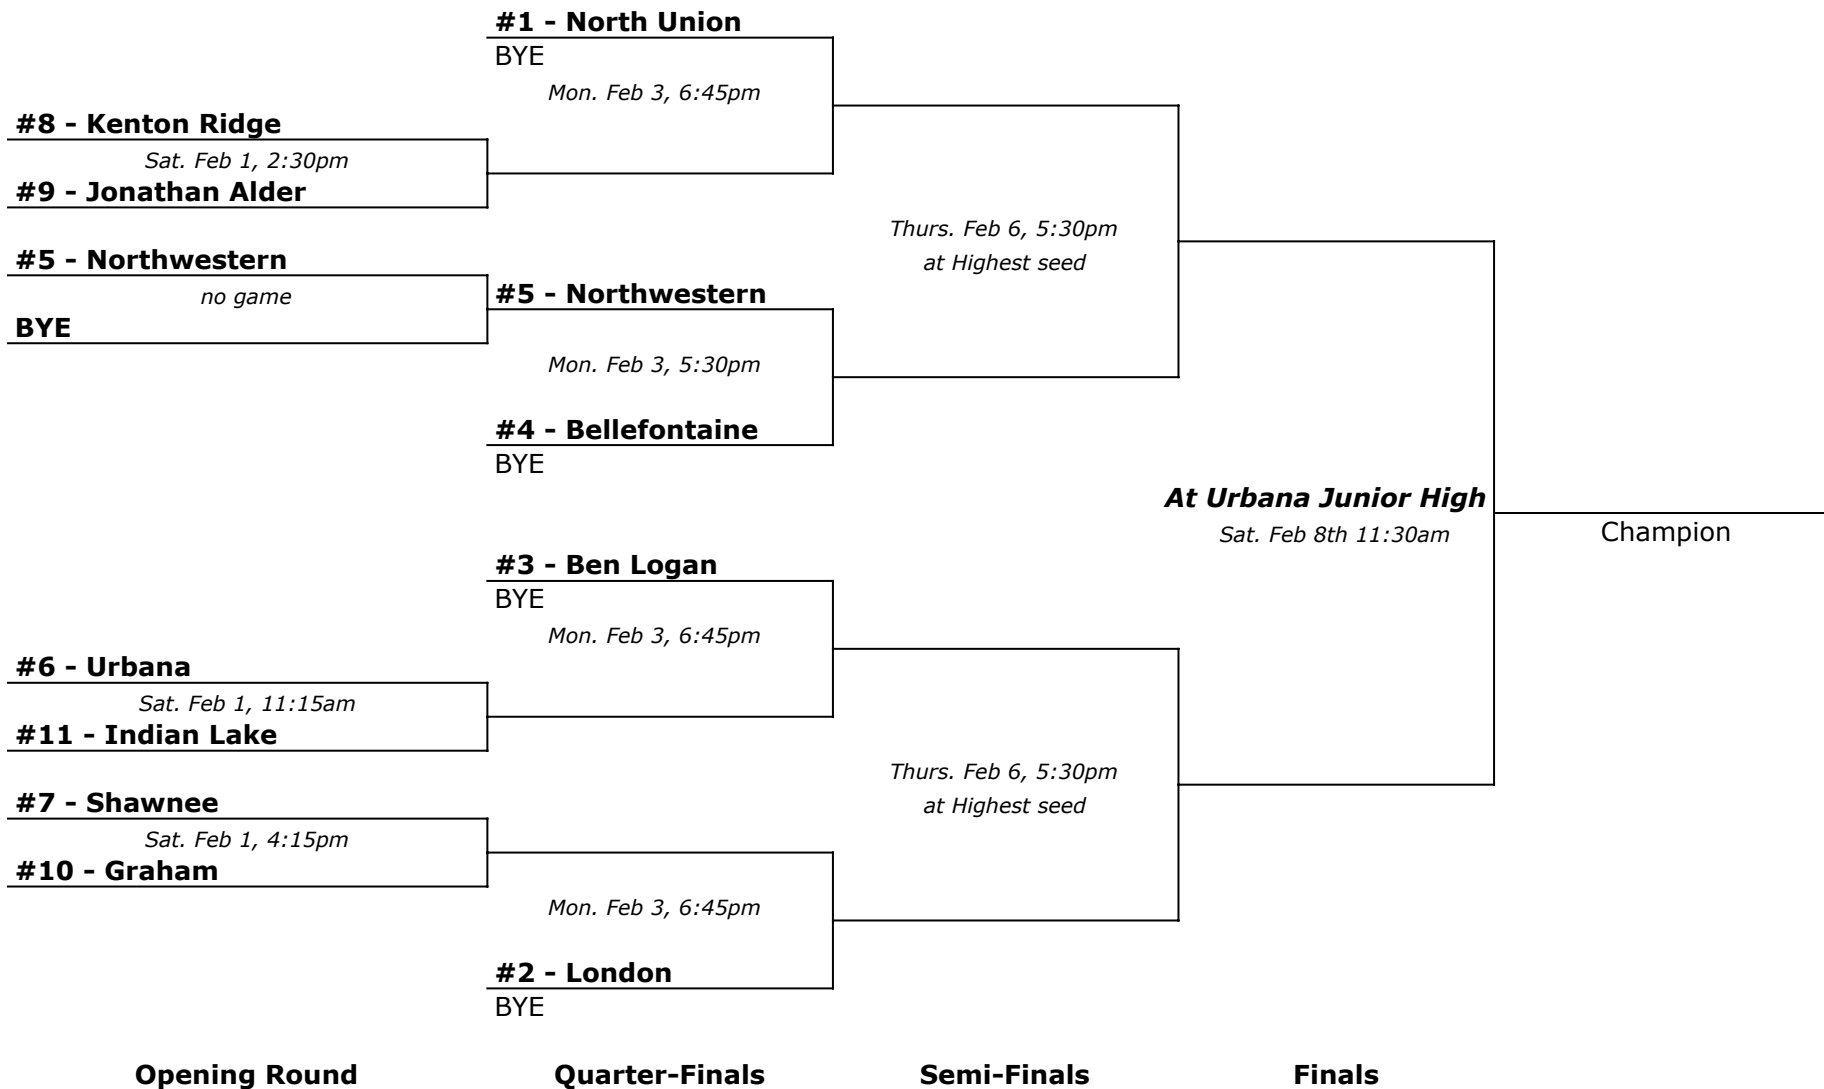 #1 - North Union
BYE
Mon. Feb 3, 6:45pm
#8 - Kenton Ridge
Sat. Feb 1, 2:30pm
#9 - Jonathan Alder
Thurs. Feb 6, 5:30pm
at Highest seed
#5 - Northwestern
no game
BYE
#5 - Northwestern
Mon. Feb 3, 5:30pm
#4 - Bellefontaine
BYE
At Urbana Junior High
Sat. Feb 8th 11:30am
Champion
#3 - Ben Logan
BYE
Mon. Feb 3, 6:45pm
#6 - Urbana
Sat. Feb 1, 11:15am
#11 - Indian Lake
Thurs. Feb 6, 5:30pm
at Highest seed
#7 - Shawnee
Sat. Feb 1, 4:15pm
#10 - Graham
Mon. Feb 3, 6:45pm
#2 - London
BYE
Opening Round
Quarter-Finals
Semi-Finals
Finals